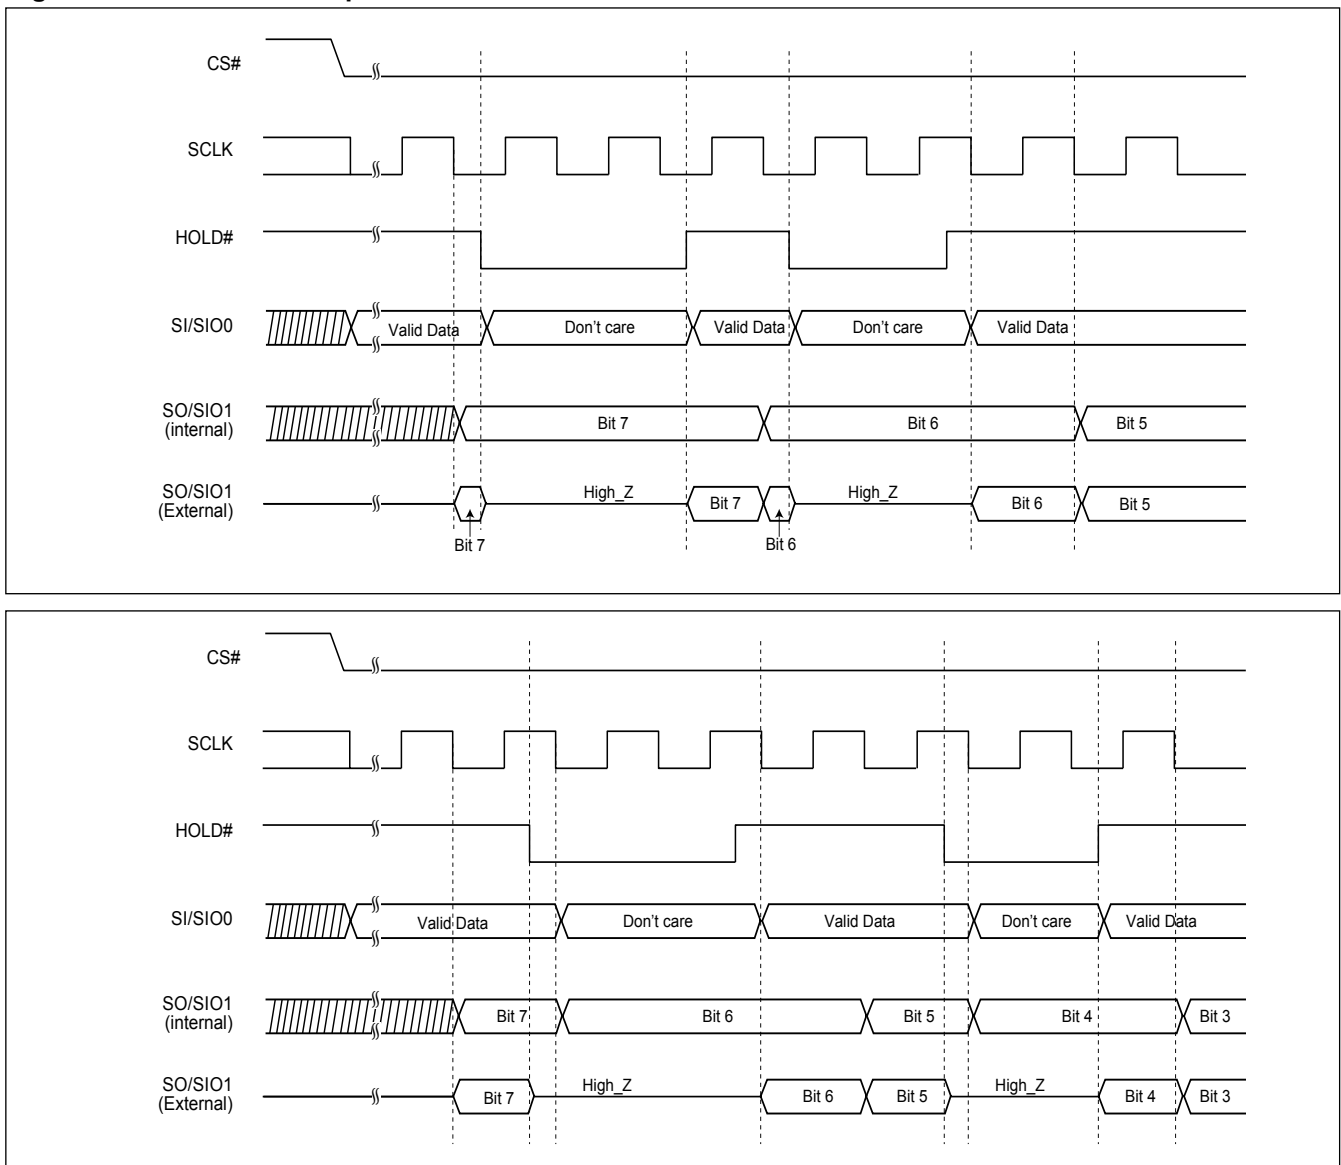 CS#
SCLK
HOLD#
SI/SIO0 Valid Data Don't care Valid Data Don't care Valid Data
SO/SIO1
(internal) Bit 7 Bit 6 Bit 5
SO/SIO1
(External) High_Z Bit 7 High_Z Bit 6 Bit 5
Bit 7 Bit 6
CS#
SCLK
HOLD#
SI/SIO0 Valid Data Don't care Valid Data Don't care Valid Data
SO/SIO1
(internal) Bit 7 Bit 6 Bit 5 Bit 4 Bit 3
SO/SIO1
(External) Bit 7 High_Z Bit 6 Bit 5 High_Z Bit 4 Bit 3